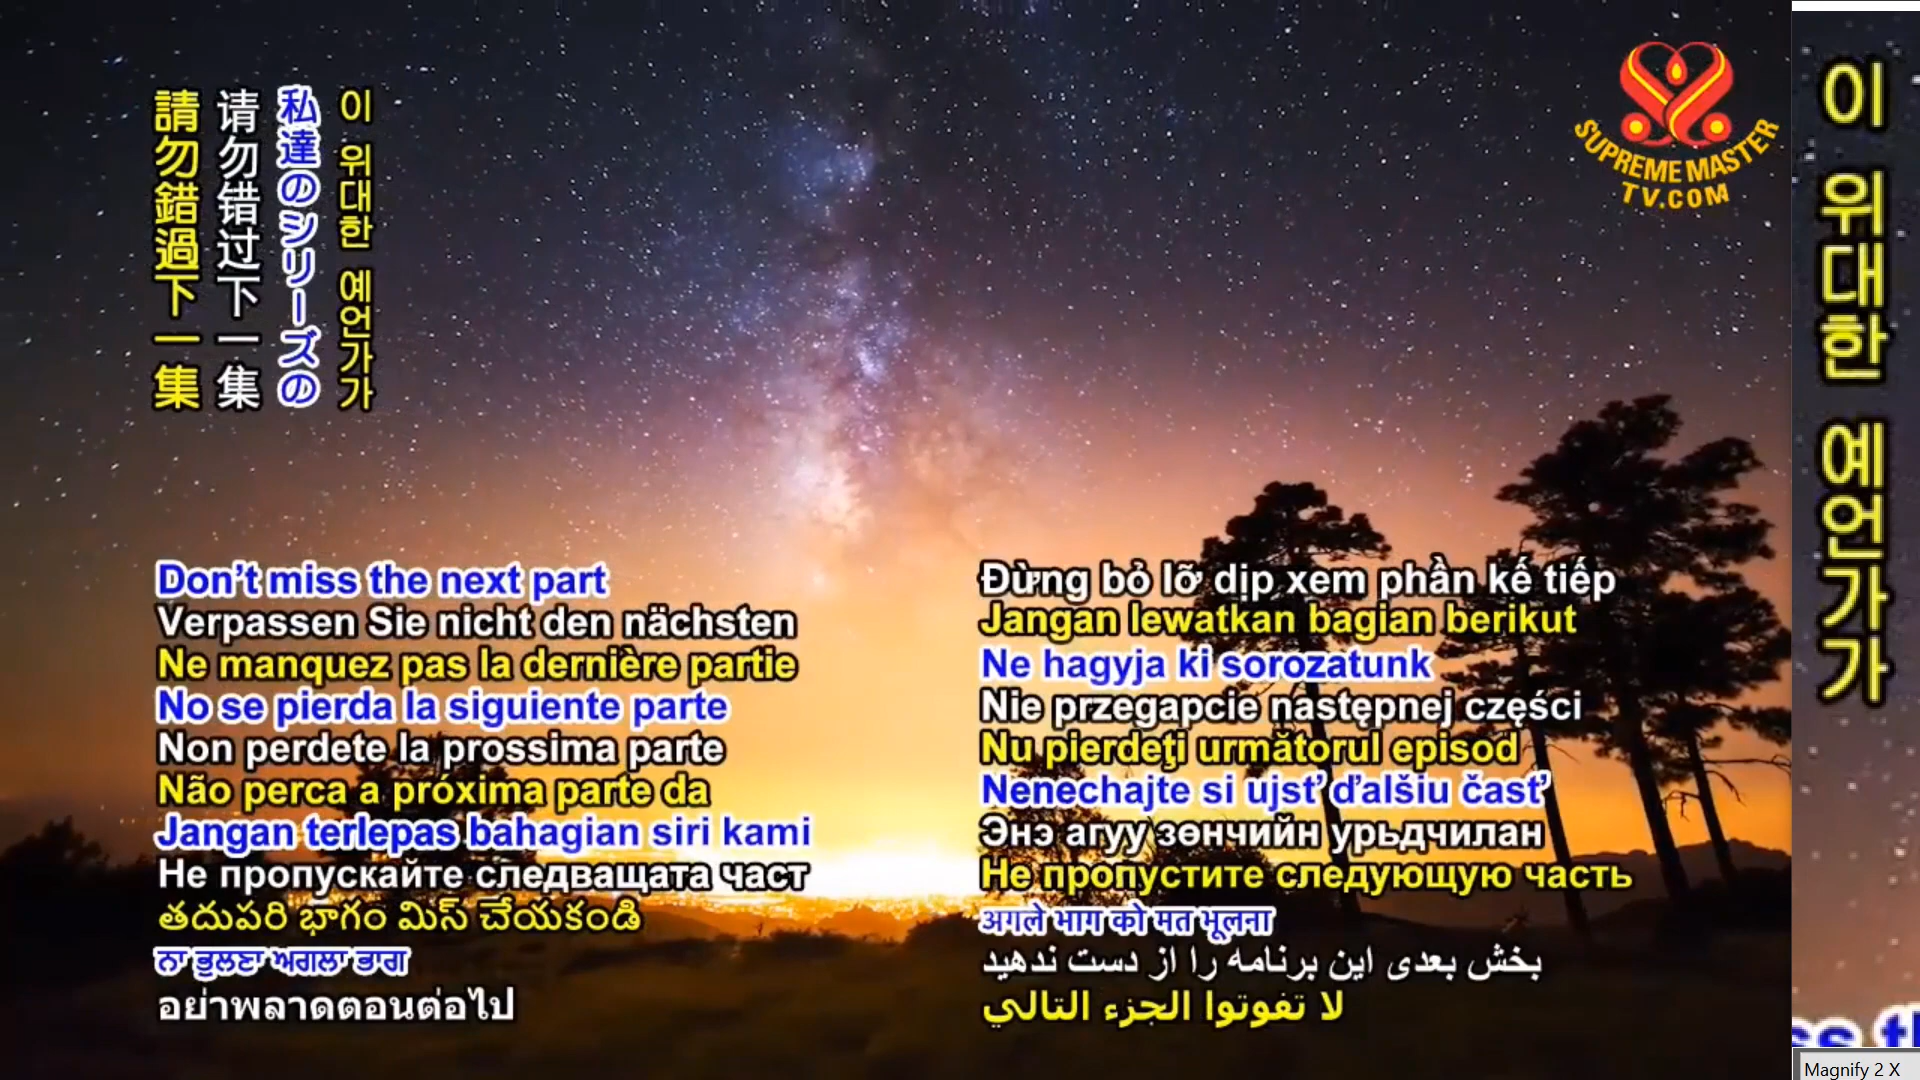 이 위대한 예언가가
私達のシリーズの
请勿错过下一集
請勿錯過下一集
SUPREME MASTER
TV.COM
Don’t miss the next part
Verpassen Sie nicht den nächsten
Ne manquez pas la dernière partie
No se pierda la siguiente parte
Non perdete la prossima parte
Não perca a próxima parte da
Jangan terlepas bahagian siri kami
Не пропускайте следващата част
తదుపరి భాగం మిస్ చేయకండి
ਨਾ ਭੁਲਣਾ ਅਗਲਾ ਭਾਗ
อย่าพลาดตอนต่อไป
Đừng bỏ lỡ dịp xem phần kế tiếp
Jangan lewatkan bagian berikut
Ne hagyja ki sorozatunk
Nie przegapcie następnej części
Nu pierdeţi următorul episod
Nenechajte si ujsť ďalšiu časť
Энэ агуу зөнчийн урьдчилан
Не пропустите следующую часть
अगले भाग को मत भूलना
بخش بعدی این برنامه را از دست ندهید
لا تفوتوا الجزء التالي
이 위대한 예언가가
ss th
Magnify 2 X